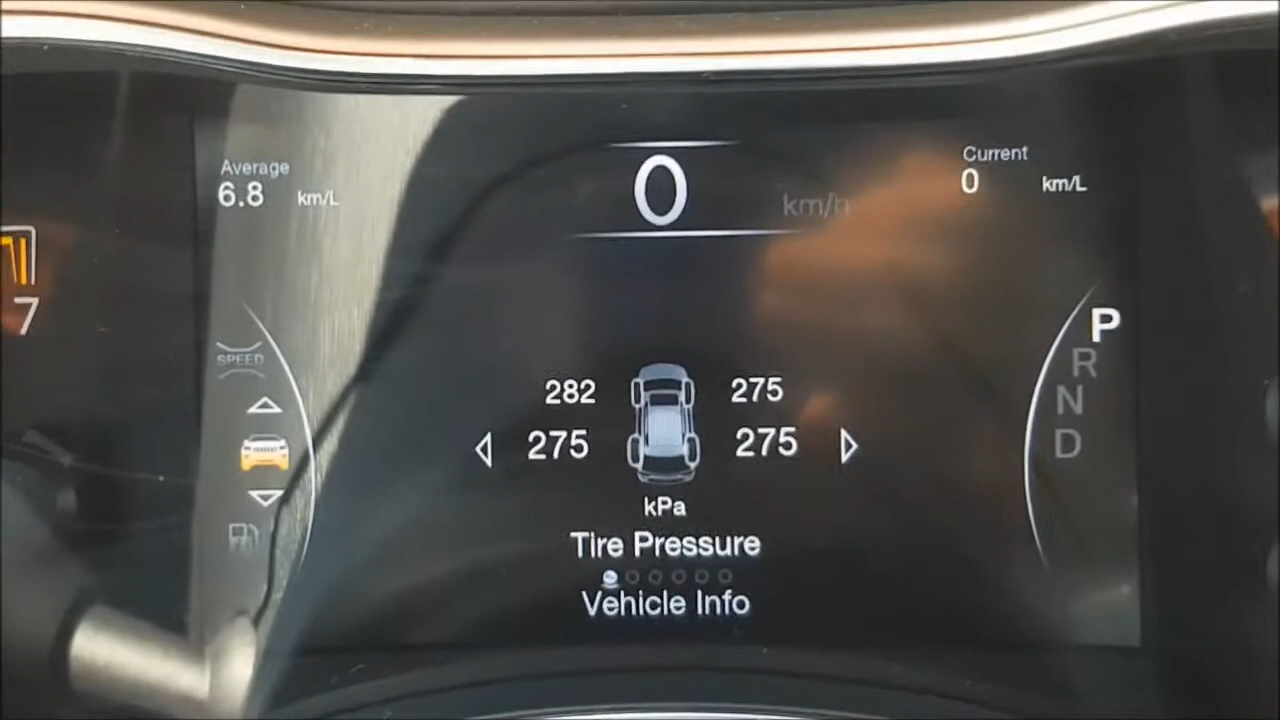 Average
6.8 km/L
0
km/h
Current
0 km/L
7
SPEED
P
R
N
D
282 275
275 275
kPa
Tire Pressure
Vehicle Info